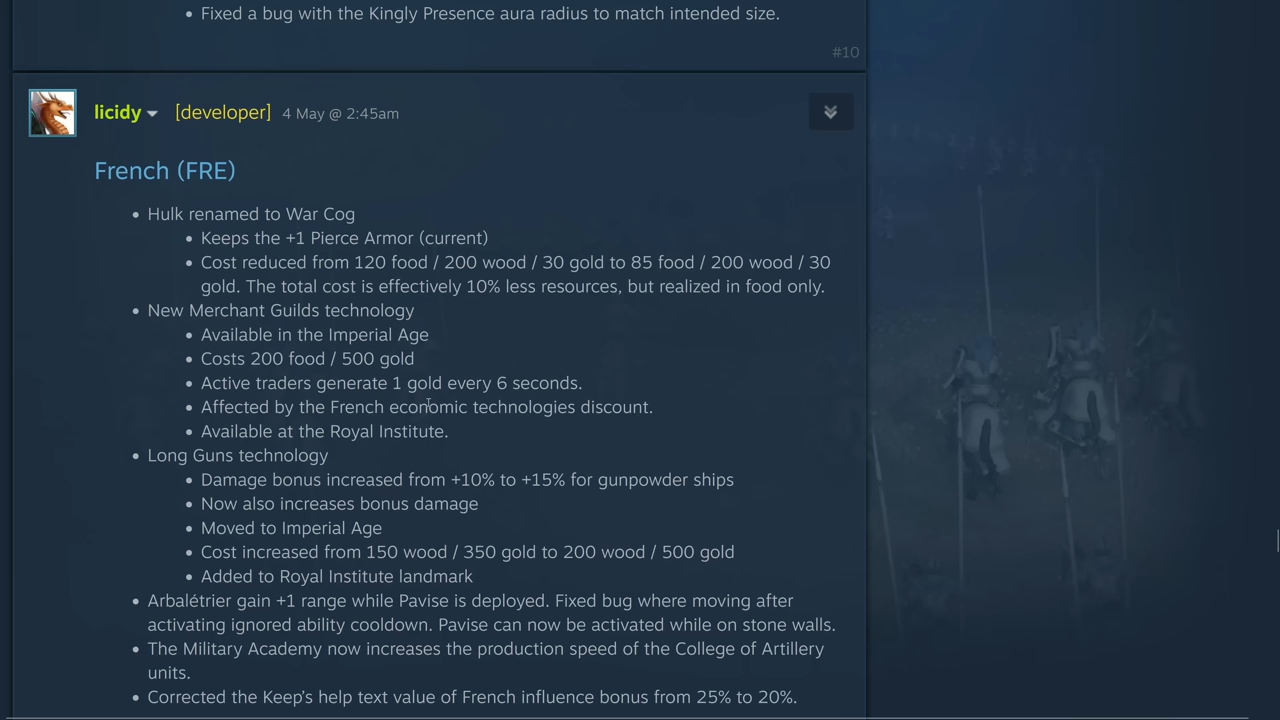 Fixed a bug with the Kingly Presence aura radius to match intended size.
#10
licidy [developer] 4 May @ 2:45am
French (FRE)
Hulk renamed to War Cog
Keeps the +1 Pierce Armor (current)
Cost reduced from 120 food / 200 wood / 30 gold to 85 food / 200 wood / 30
gold. The total cost is effectively 10% less resources, but realized in food only.
New Merchant Guilds technology
Available in the Imperial Age
Costs 200 food / 500 gold
Active traders generate 1 gold every 6 seconds.
Affected by the French economic technologies discount.
Available at the Royal Institute.
Long Guns technology
Damage bonus increased from +10% to +15% for gunpowder ships
Now also increases bonus damage
Moved to Imperial Age
Cost increased from 150 wood / 350 gold to 200 wood / 500 gold
Added to Royal Institute landmark
Arbalétrier gain +1 range while Pavise is deployed. Fixed bug where moving after
activating ignored ability cooldown. Pavise can now be activated while on stone walls.
The Military Academy now increases the production speed of the College of Artillery
units.
Corrected the Keep's help text value of French influence bonus from 25% to 20%.